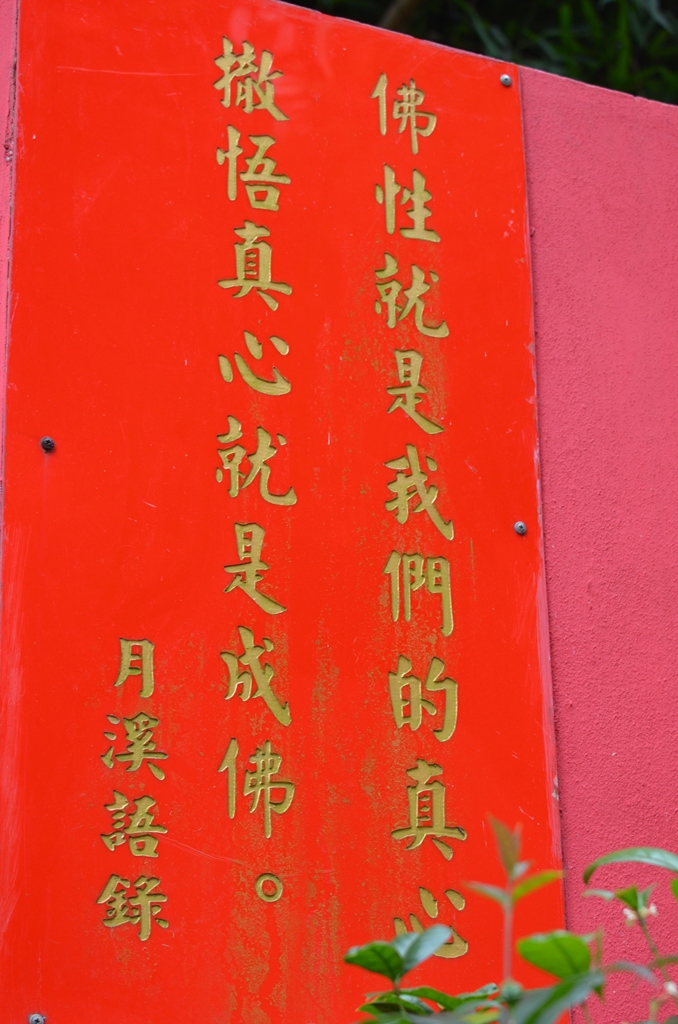 佛性就是我們的真心
撤悟真心就是成佛。
月溪語錄